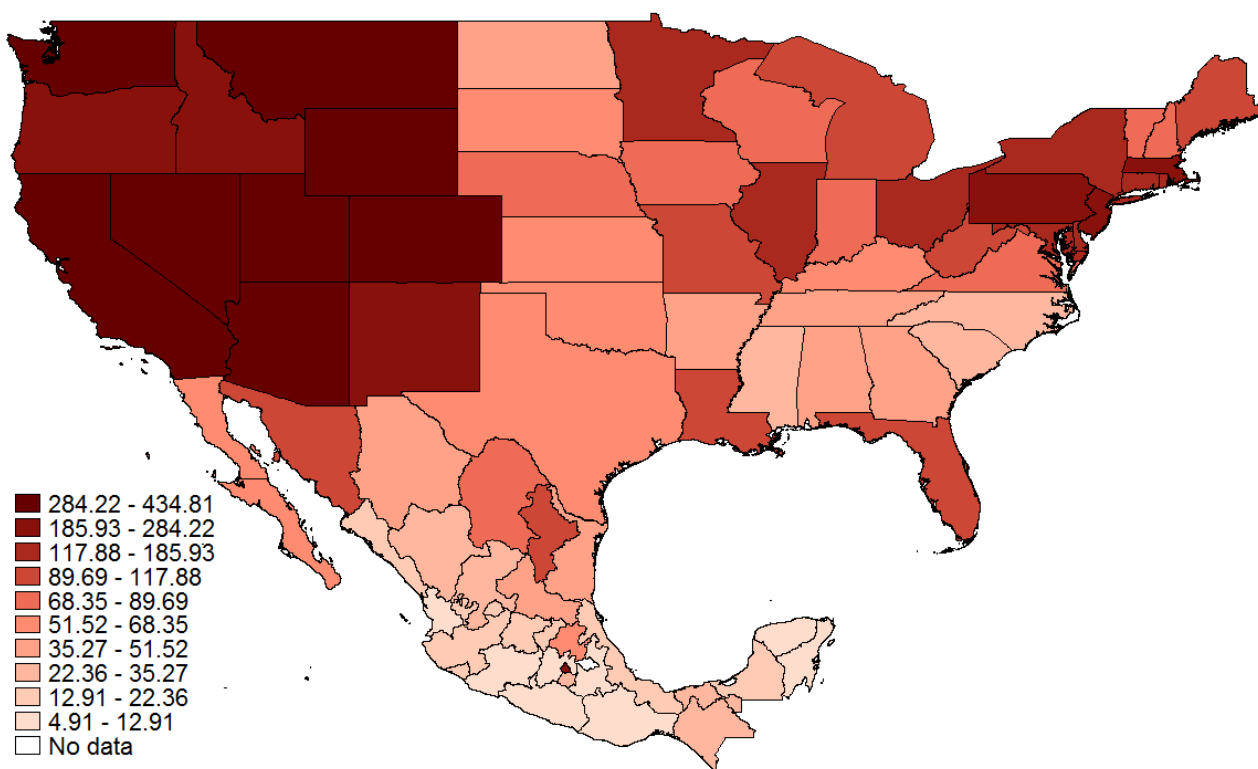 284.22 - 434.81
185.93 - 284.22
117.88 - 185.93
89.69 - 117.88
68.35 - 89.69
51.52 - 68.35
35.27 - 51.52
22.36 - 35.27
12.91 - 22.36
4.91 - 12.91
No data